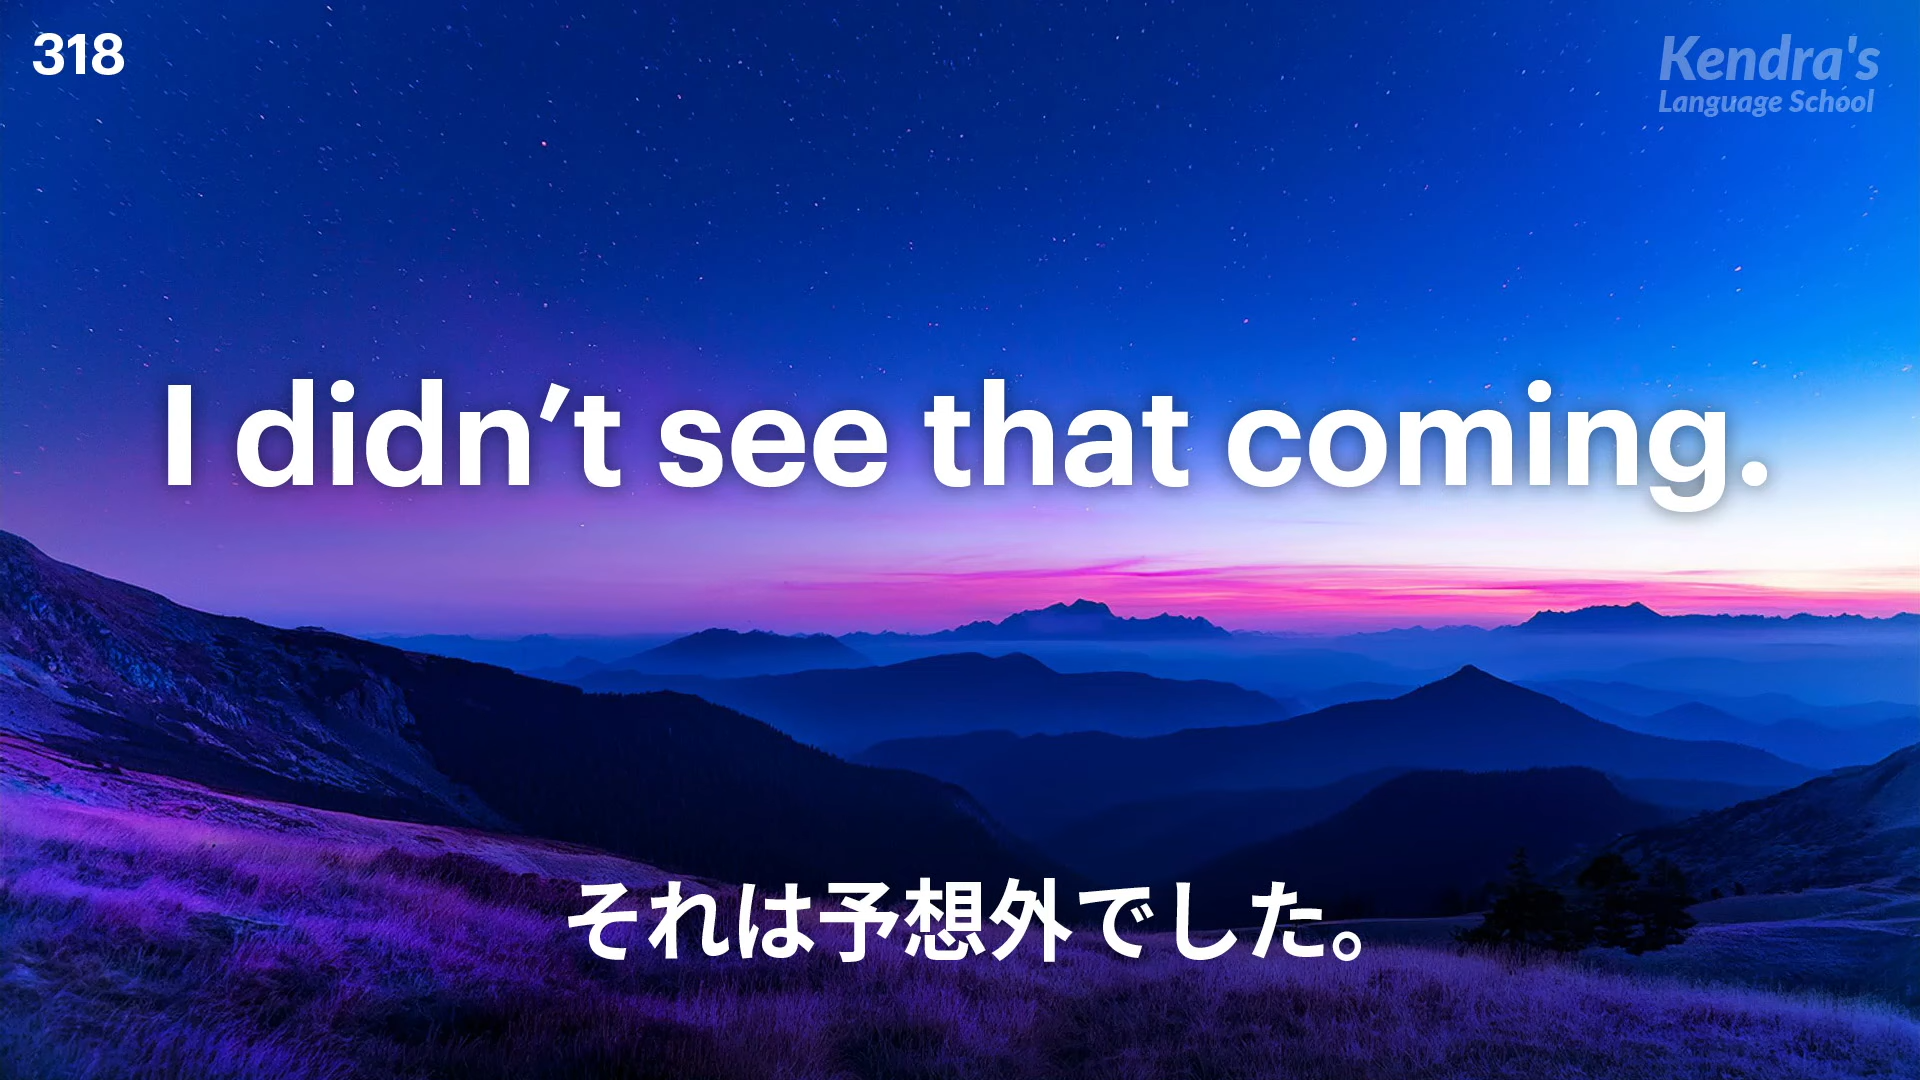 318
Kendra's
Language School
I didn’t see that coming.
それは予想外でした。